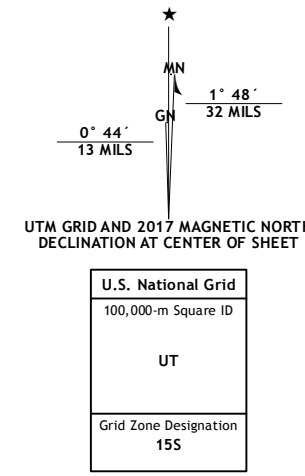 MN
1° 48´
32 MILS
GN
0° 44´
13 MILS
UTM GRID AND 2017 MAGNETIC NORT
DECLINATION AT CENTER OF SHEET
U.S. National Grid
100,000-m Square ID
UT
Grid Zone Designation
15S